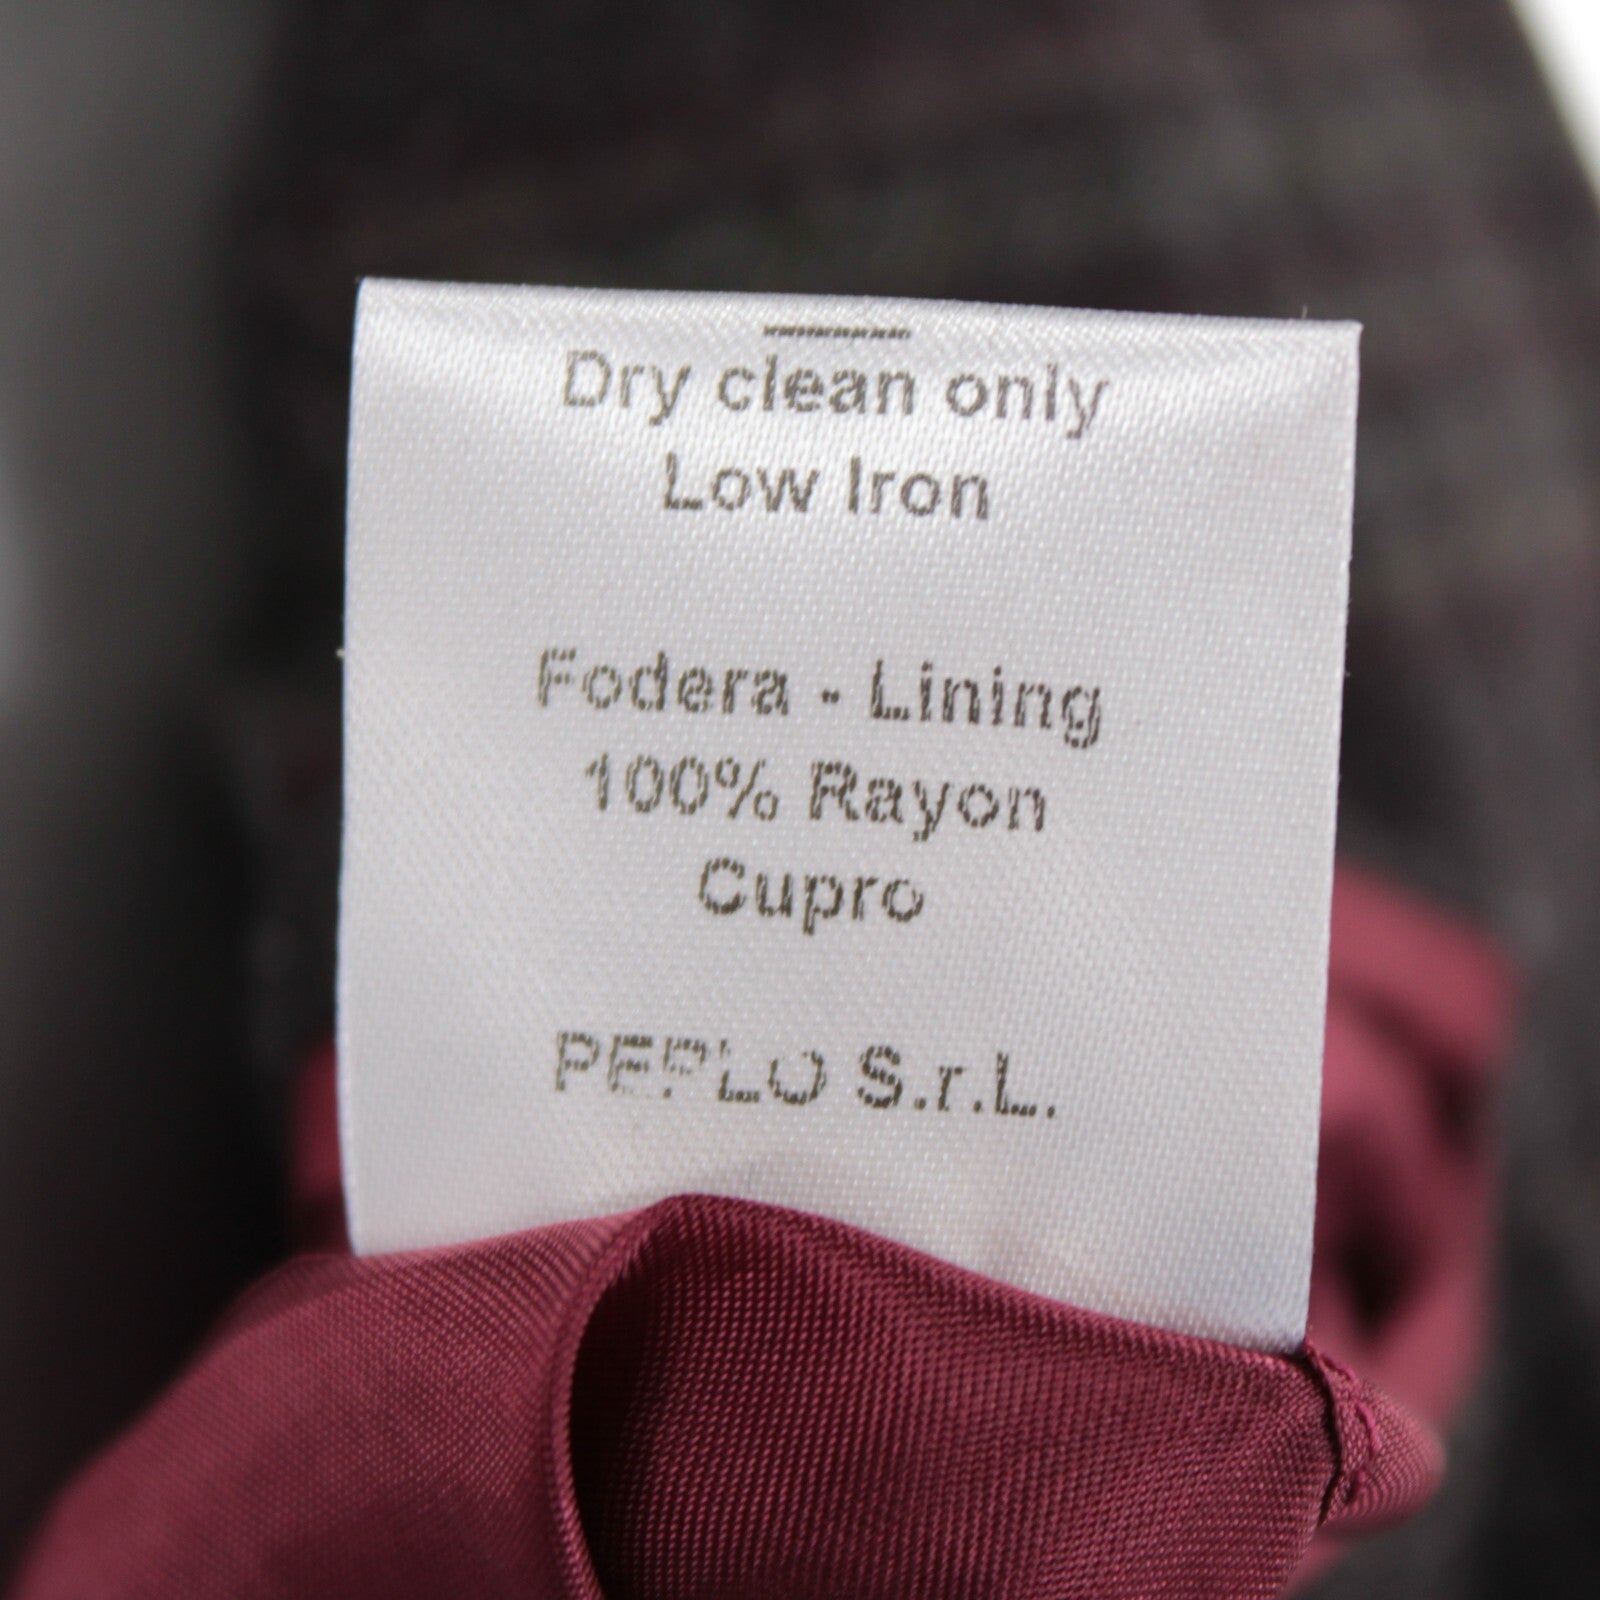 Dry clean only
Low Iron
Fodera - Lining
100% Rayon
Cupro
PEPLO S.r.L.